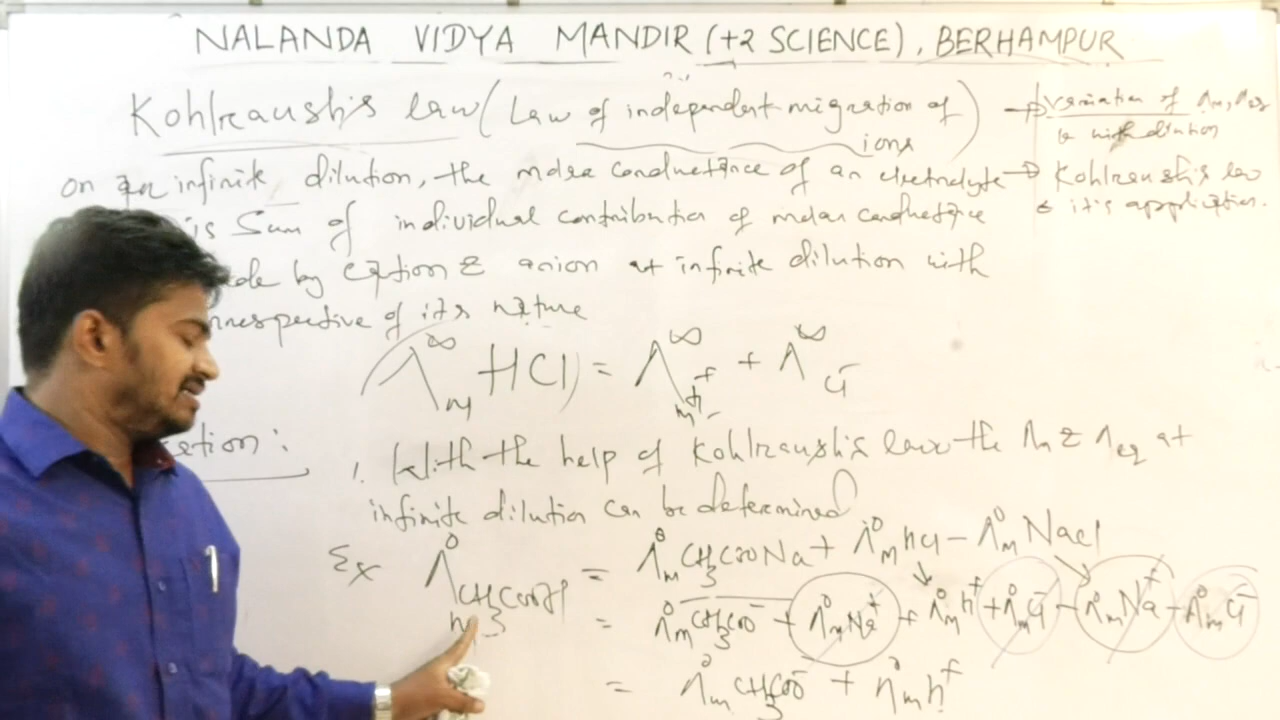 NALANDA VIDYA MANDIR (+2 SCIENCE), BERHAMPUR
Kohlraush's law (Law of independent migration of ions)
→ variation of Λm, Λeq
with dilution
→ Kohlraush's law
& it's application.
on infinite dilution, the molar conductance of an electrolyte
is Sum of individual contribution of molar conductance
by cation & anion at infinite dilution with
irrespective of its nature
Λ∞m HCl = Λ∞m H+ + Λ∞ Cl-
:
1. With the help of Kohlraush's law the Λm & Λeq at
infinite dilution can be determined
Ex Λ0m CH3COOH = Λ0m CH3COONa + Λ0m HCl - Λ0m NaCl
= Λ0m CH3COO- + Λ0m Na+ + Λ0m H+ + Λ0m Cl- - Λ0m Na+ - Λ0m Cl-
= Λ0m CH3COO- + Λ0m H+